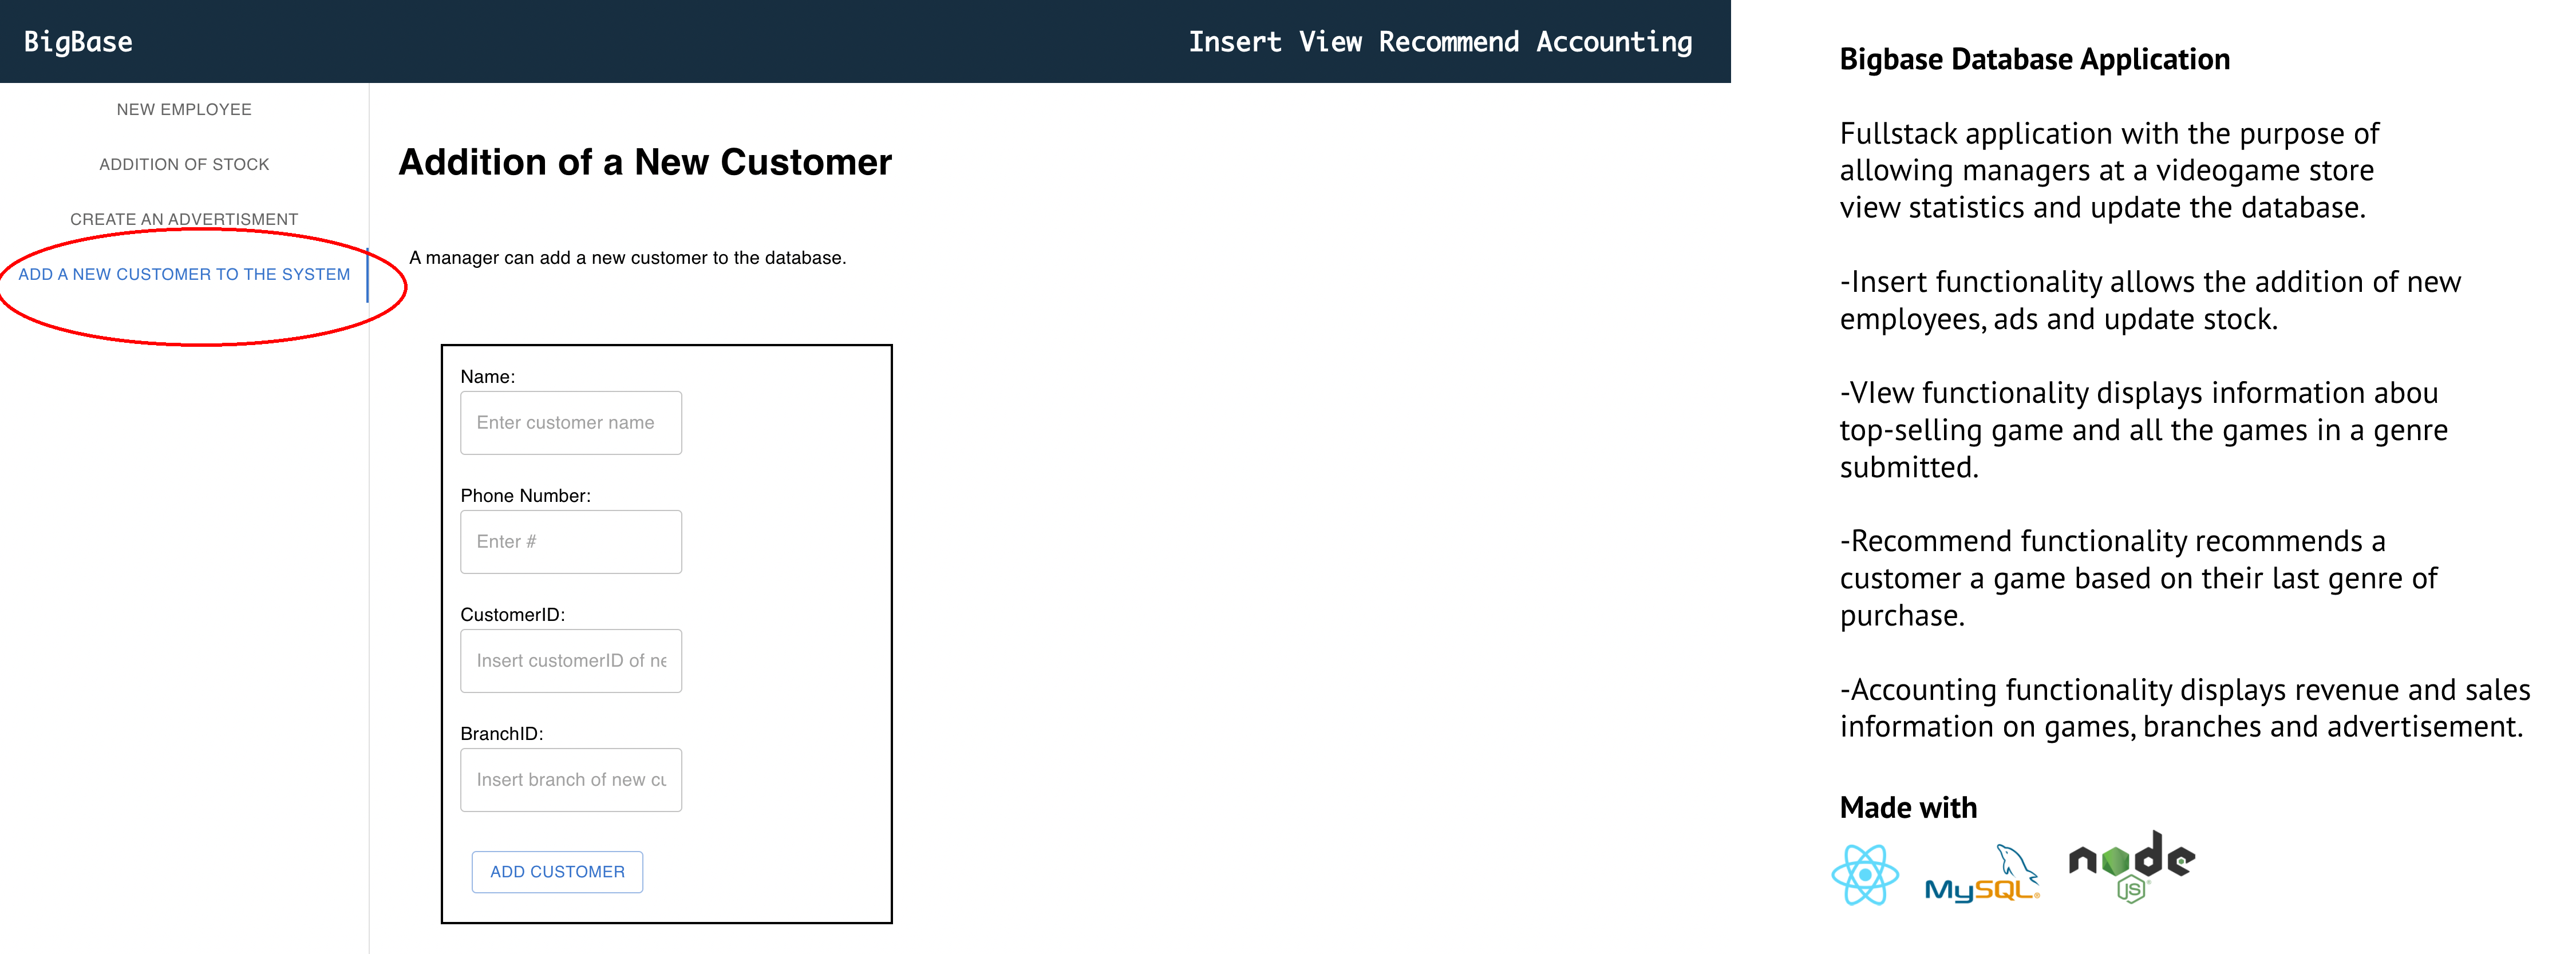 BigBase
Insert View Recommend Accounting
NEW EMPLOYEE
ADDITION OF STOCK
CREATE AN ADVERTISMENT
ADD A NEW CUSTOMER TO THE SYSTEM
Addition of a New Customer
A manager can add a new customer to the database.
Name:
Enter customer name
Phone Number:
Enter #
CustomerID:
Insert customerID of ne
BranchID:
Insert branch of new cu
ADD CUSTOMER
Bigbase Database Application
Fullstack application with the purpose of
allowing managers at a videogame store
view statistics and update the database.
-Insert functionality allows the addition of new
employees, ads and update stock.
-VIew functionality displays information abou
top-selling game and all the games in a genre
submitted.
-Recommend functionality recommends a
customer a game based on their last genre of
purchase.
-Accounting functionality displays revenue and sales
information on games, branches and advertisement.
Made with
MySQL®
node
JS®